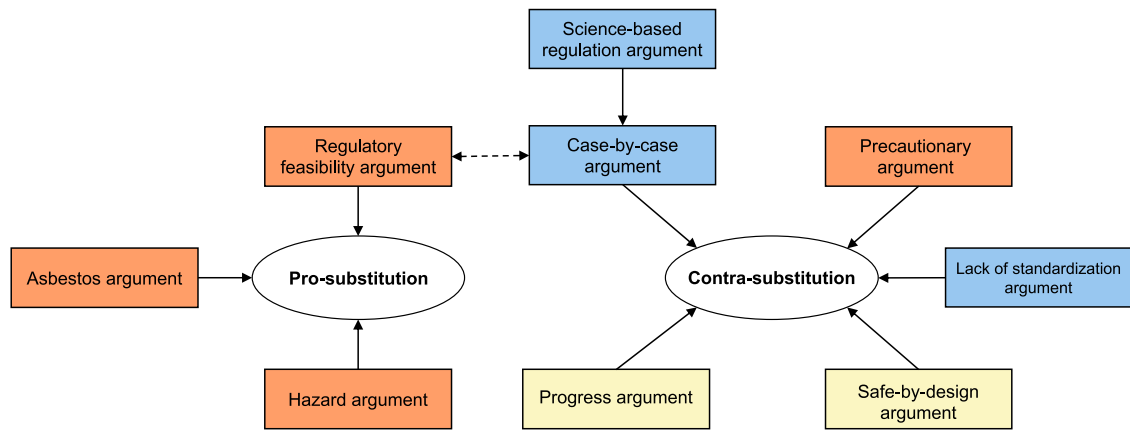 Science-based
regulation argument
Regulatory
feasibility argument
Case-by-case
argument
Precautionary
argument
Asbestos argument
Pro-substitution
Contra-substitution
Lack of standardization
argument
Hazard argument
Progress argument
Safe-by-design
argument